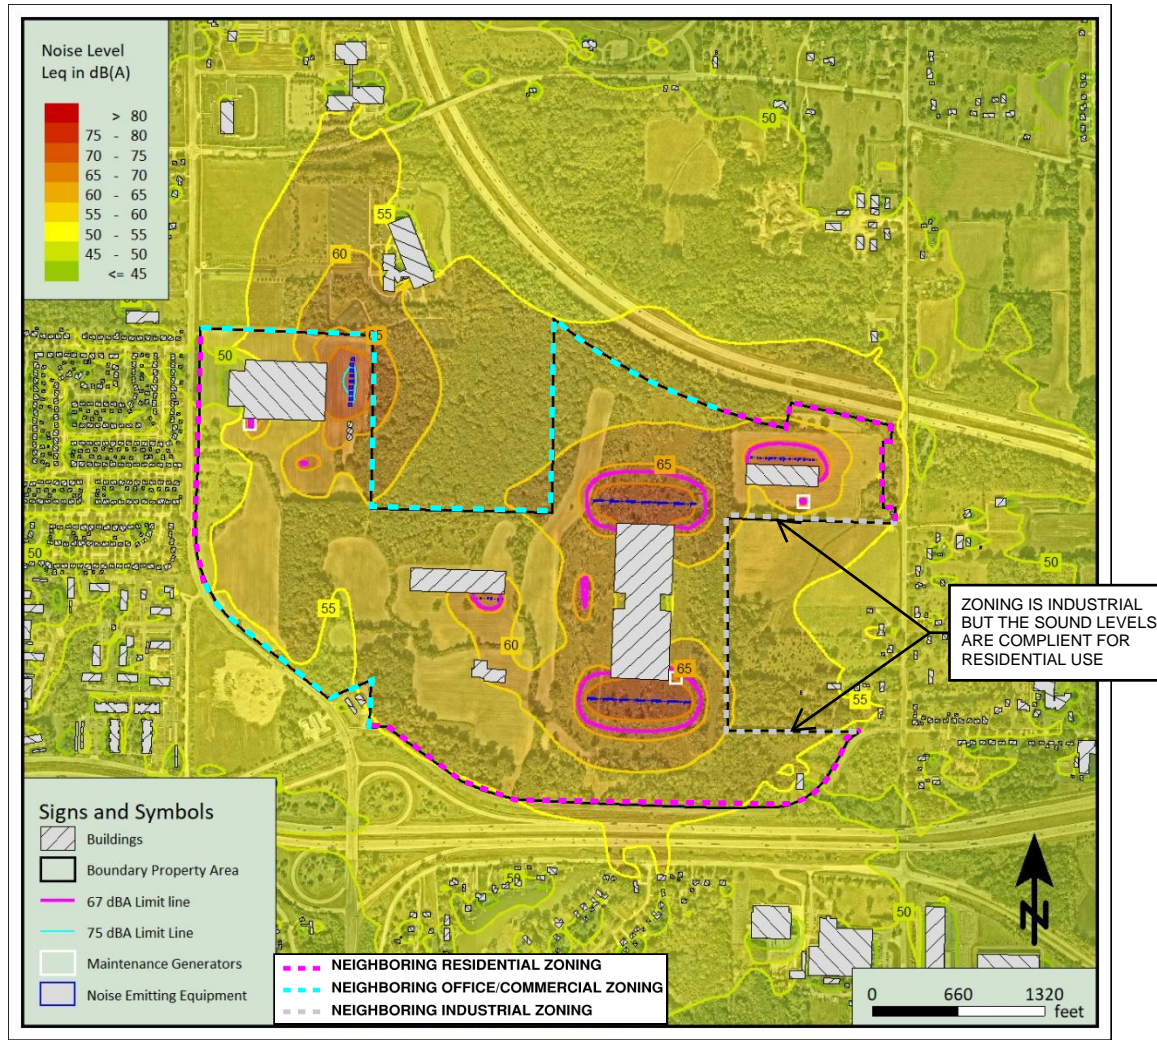 Noise Level
Leq in dB(A)
> 80
75 - 80
70 - 75
65 - 70
60 - 65
55 - 60
50 - 55
45 - 50
<= 45
50
55
60
65
50
65
50
55
60
50
65
55
50
50
ZONING IS INDUSTRIAL
BUT THE SOUND LEVELS
ARE COMPLIENT FOR
RESIDENTIAL USE
Signs and Symbols
Buildings
Boundary Property Area
67 dBA Limit line
75 dBA Limit Line
Maintenance Generators
Noise Emitting Equipment
NEIGHBORING RESIDENTIAL ZONING
NEIGHBORING OFFICE/COMMERCIAL ZONING
NEIGHBORING INDUSTRIAL ZONING
N
0 660 1320
feet